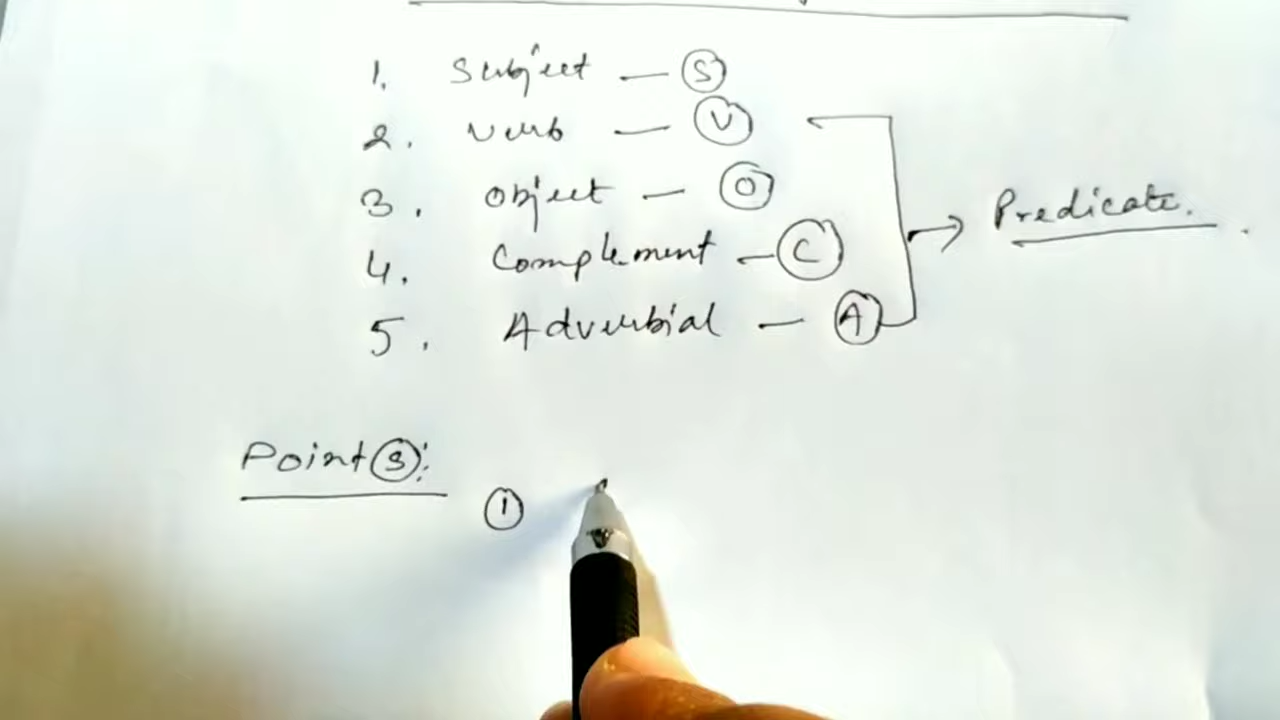 1. Subject — S
2. Verb — V
3. Object — O
4. Complement — C
5. Adverbial — A
→ Predicate.
Point(s):
1